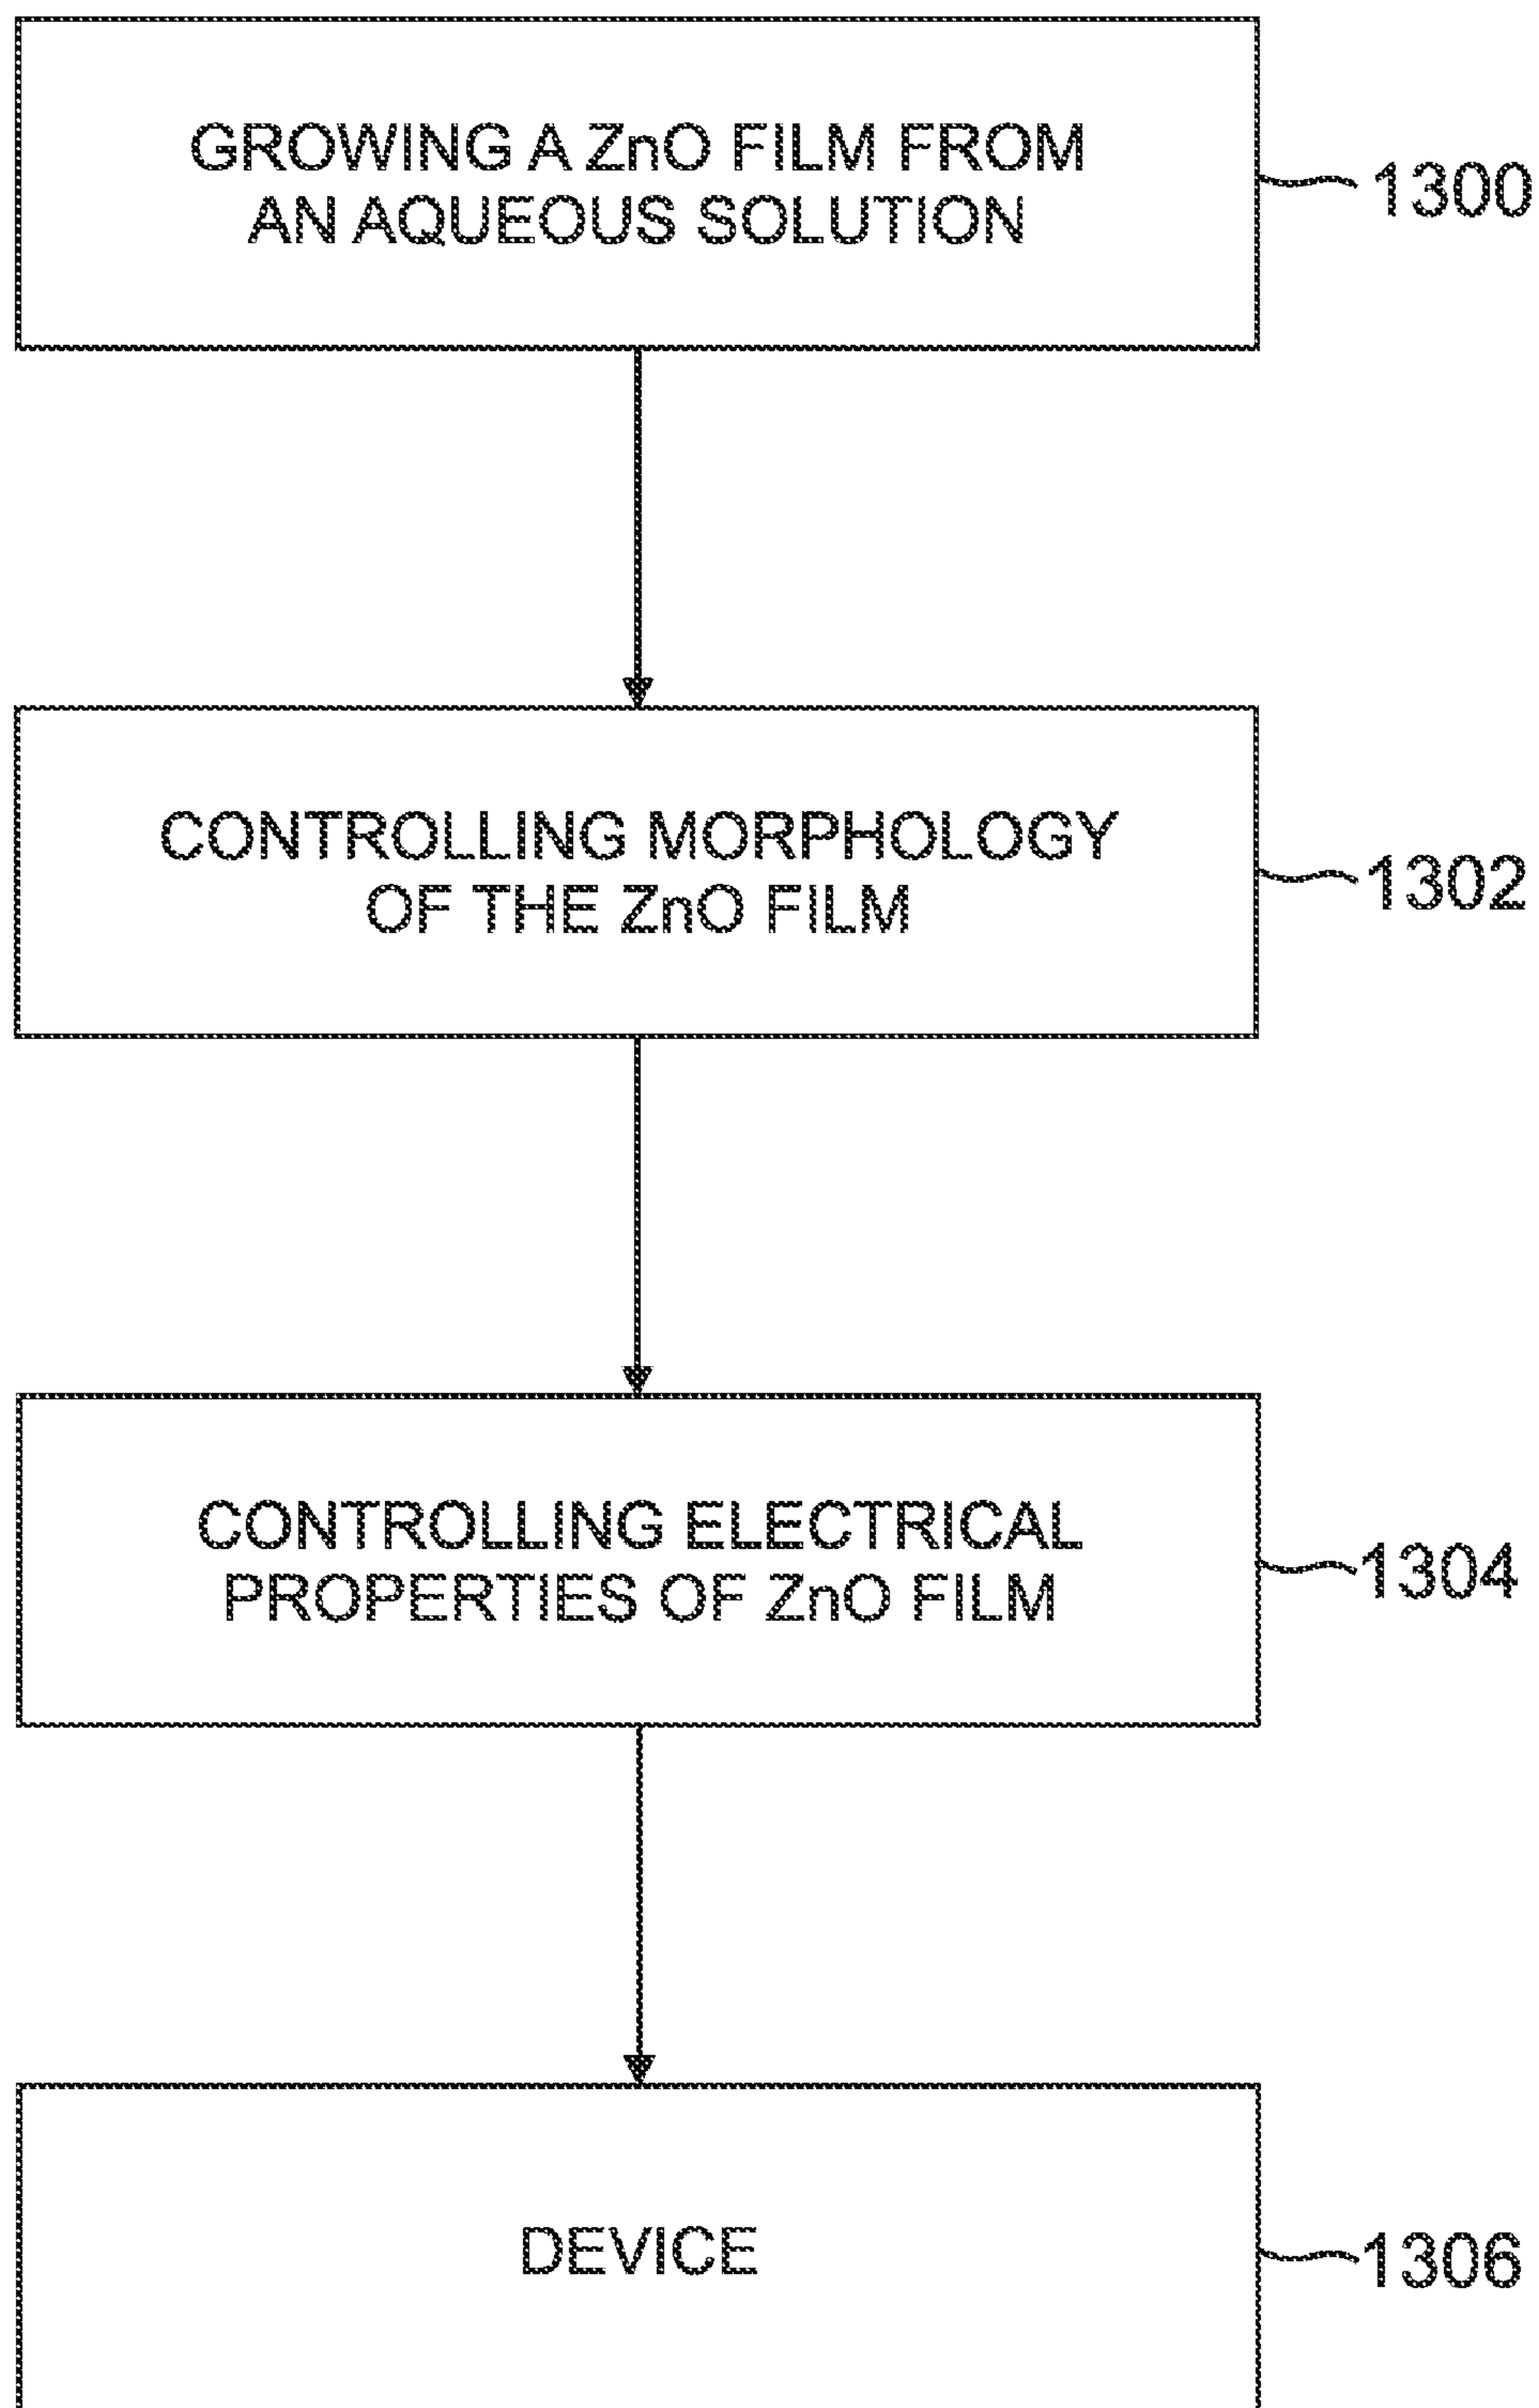 GROWING A ZnO FILM FROM
AN AQUEOUS SOLUTION
1300
CONTROLLING MORPHOLOGY
OF THE ZnO FILM
1302
CONTROLLING ELECTRICAL
PROPERTIES OF ZnO FILM
1304
DEVICE
1306